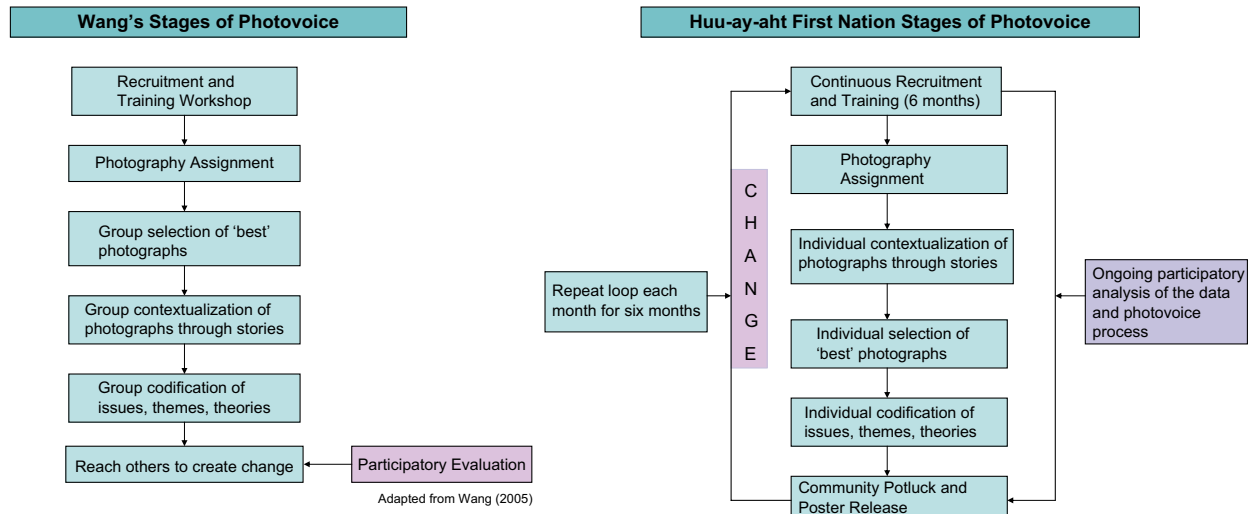 Wang’s Stages of Photovoice
Recruitment and
Training Workshop
Photography Assignment
Group selection of ‘best’
photographs
Group contextualization of
photographs through stories
Group codification of
issues, themes, theories
Reach others to create change
Participatory Evaluation
Adapted from Wang (2005)
Huu-ay-aht First Nation Stages of Photovoice
Continuous Recruitment
and Training (6 months)
Photography
Assignment
Individual contextualization of
photographs through stories
Individual selection of
‘best’ photographs
Individual codification of
issues, themes, theories
Community Potluck and
Poster Release
C
H
A
N
G
E
Repeat loop each
month for six months
Ongoing participatory
analysis of the data
and photovoice
process